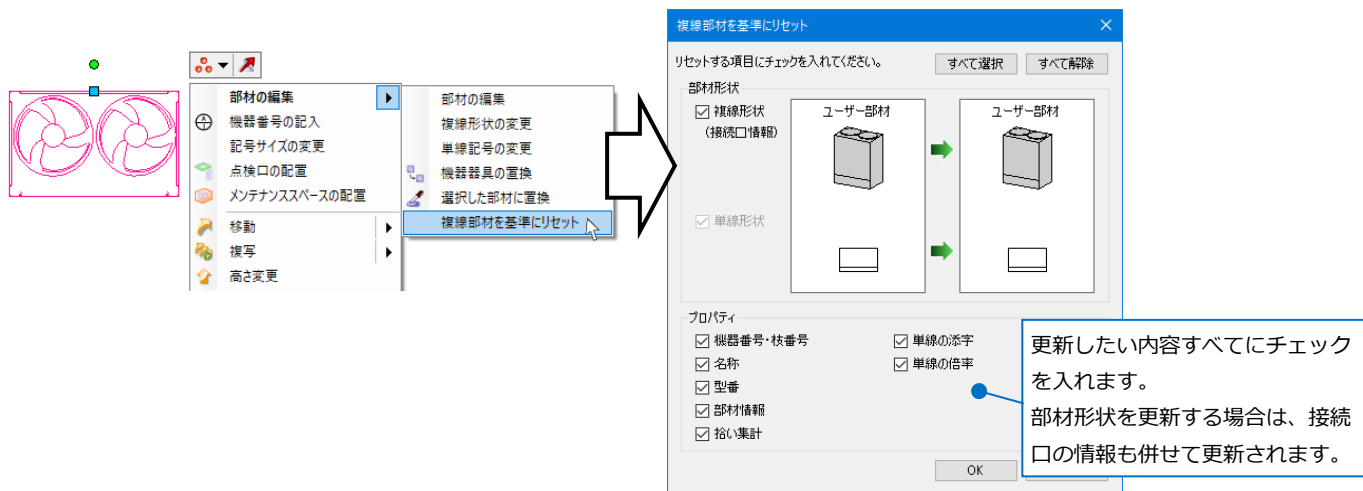 部材の編集
機器番号の記入
記号サイズの変更
点検口の配置
メンテナンススペースの配置
移動
複写
高さ変更
部材の編集
複線形状の変更
単線記号の変更
機器器具の置換
選択した部材に置換
複線部材を基準にリセット
複線部材を基準にリセット
リセットする項目にチェックを入れてください。
すべて選択
すべて解除
部材形状
複線形状
(接続口情報)
ユーザー部材
ユーザー部材
単線形状
プロパティ
機器番号・枝番号
単線の添字
名称
単線の倍率
型番
部材情報
拾い集計
OK
更新したい内容すべてにチェック
を入れます。
部材形状を更新する場合は、接続
口の情報も併せて更新されます。